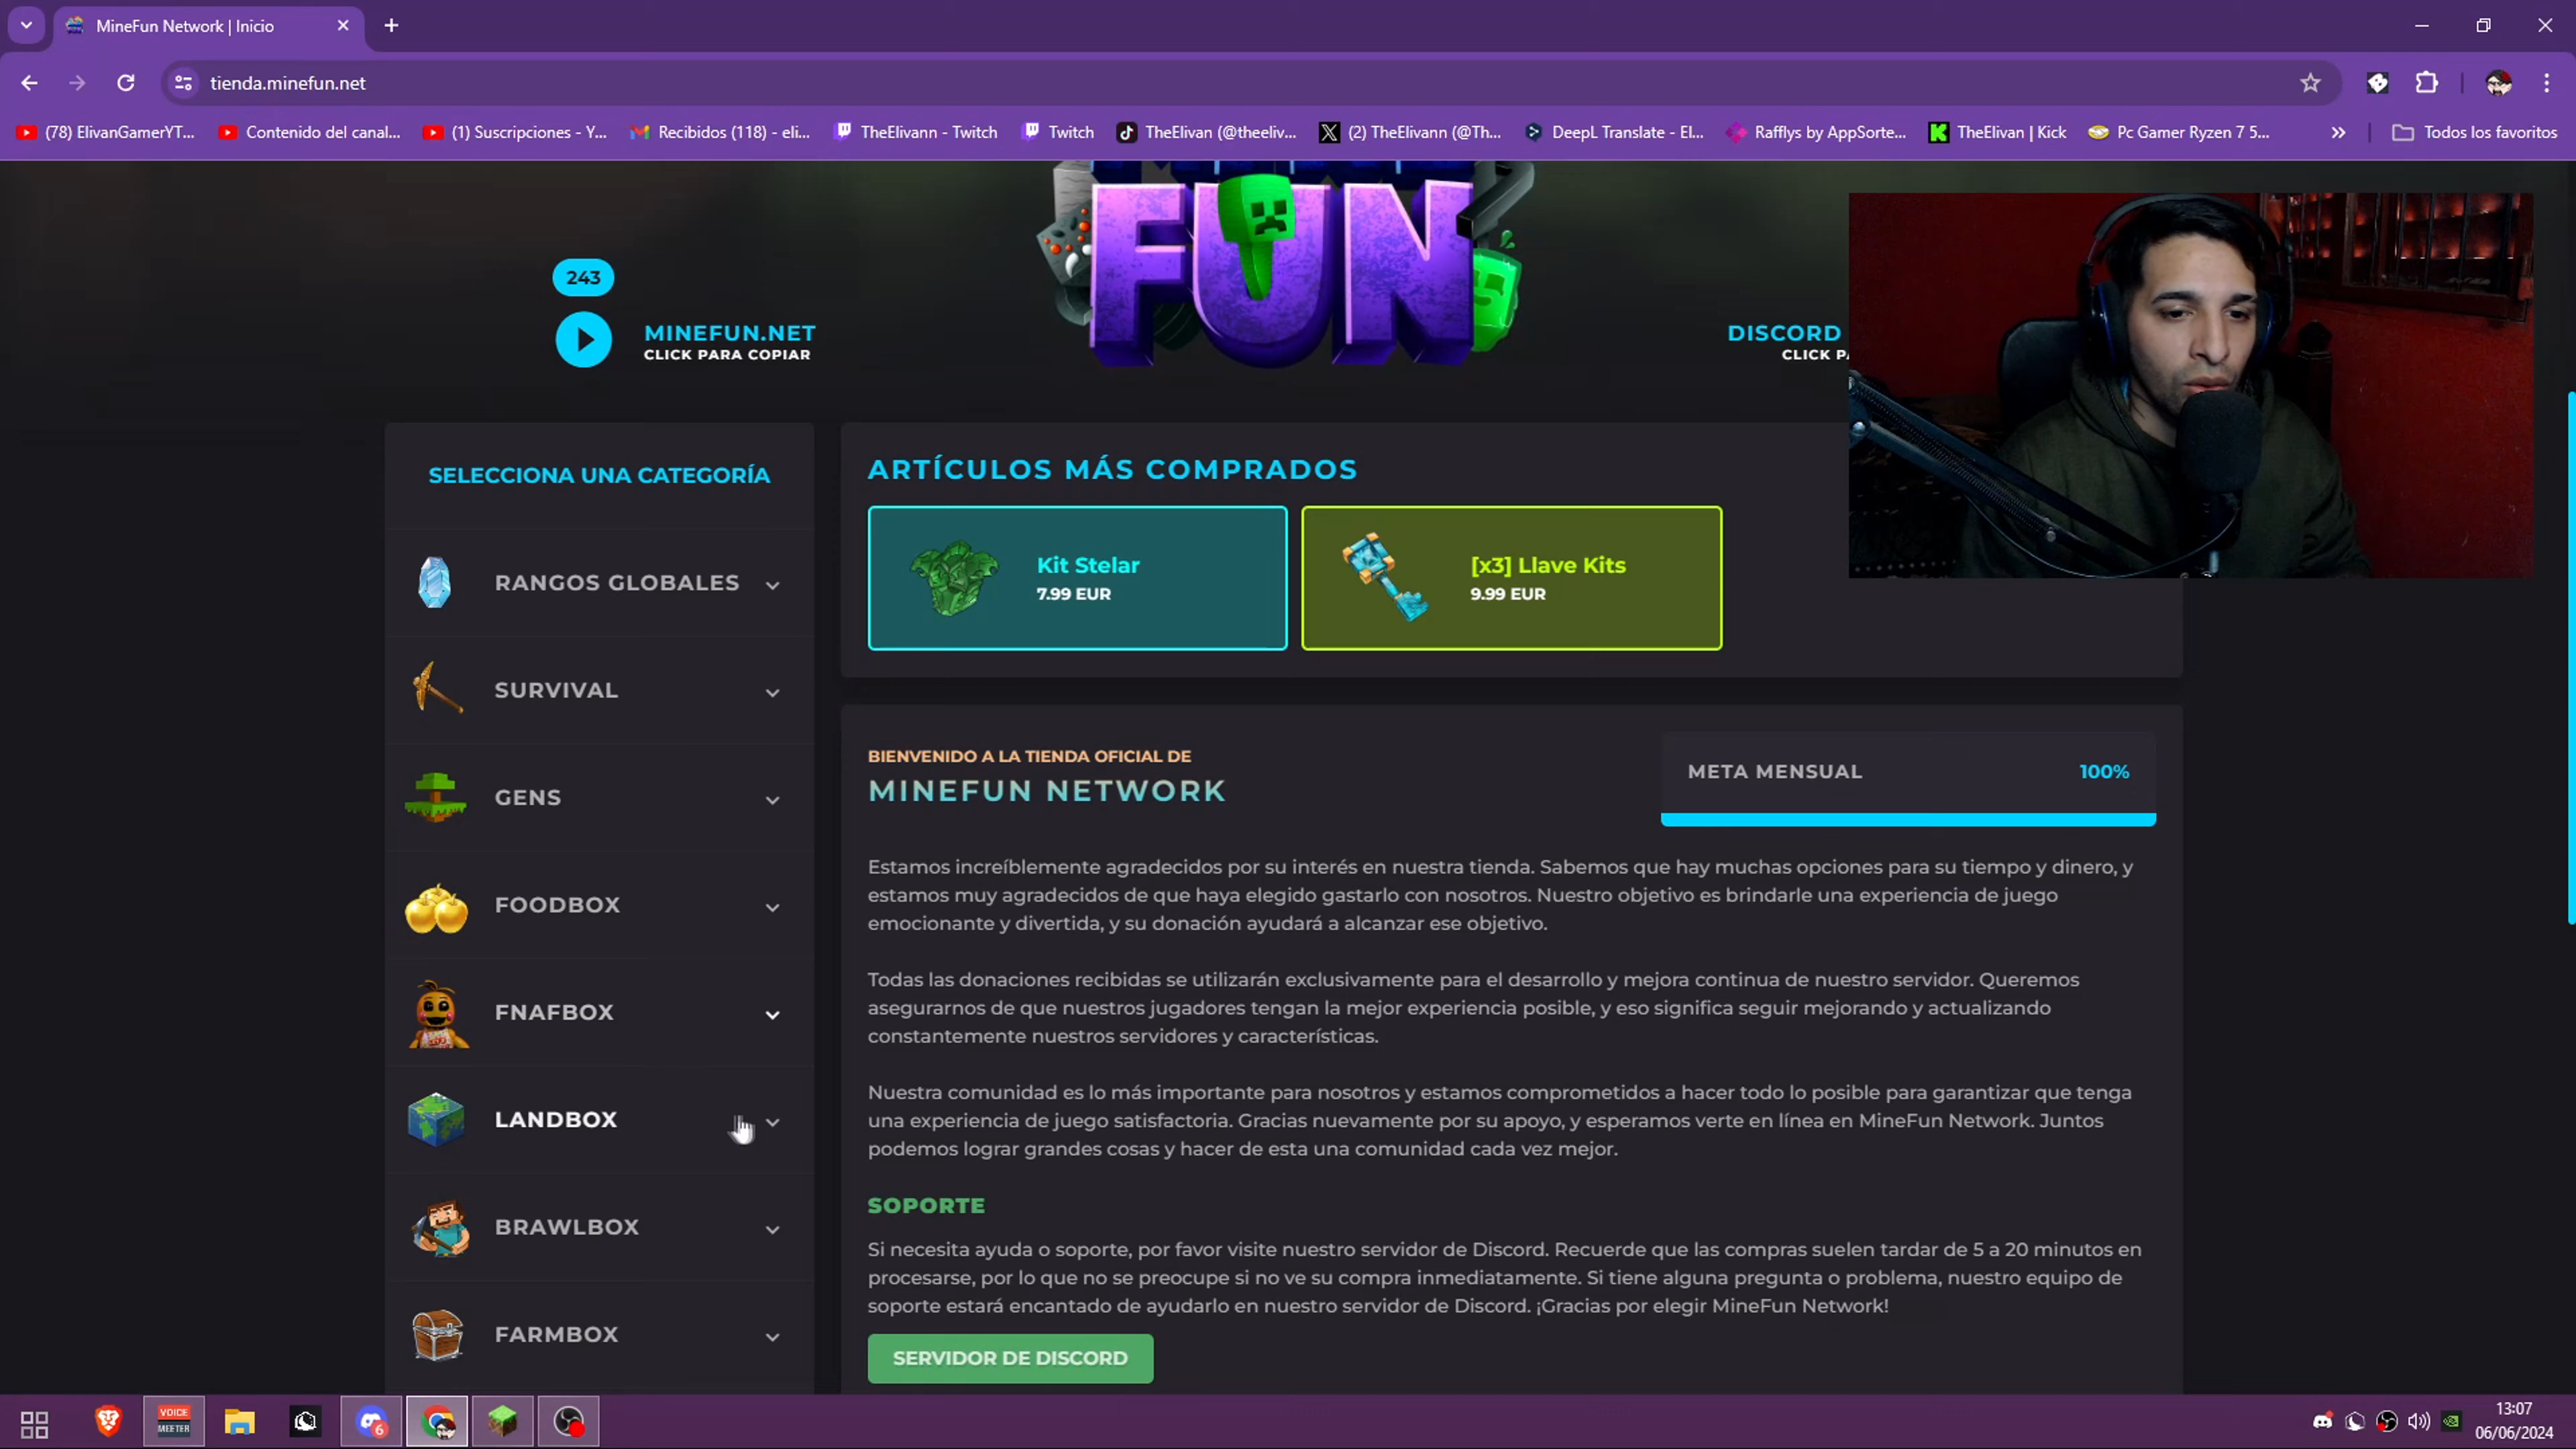 MineFun Network | Inicio
tienda.minefun.net
(78) ElivanGamerYT...
Contenido del canal...
(1) Suscripciones - Y...
Recibidos (118) - eli...
TheElivann - Twitch
Twitch
TheElivan (@theeliv...
(2) TheElivann (@Th...
DeepL Translate - El...
Rafflys by AppSorte...
TheElivan | Kick
Pc Gamer Ryzen 7 5...
Todos los favoritos
FUN
243
MINEFUN.NET
CLICK PARA COPIAR
DISCORD
CLICK PA
SELECCIONA UNA CATEGORÍA
RANGOS GLOBALES
SURVIVAL
GENS
FOODBOX
FNAFBOX
LANDBOX
BRAWLBOX
FARMBOX
ARTÍCULOS MÁS COMPRADOS
Kit Stelar
7.99 EUR
[x3] Llave Kits
9.99 EUR
BIENVENIDO A LA TIENDA OFICIAL DE
MINEFUN NETWORK
META MENSUAL 100%
Estamos increíblemente agradecidos por su interés en nuestra tienda. Sabemos que hay muchas opciones para su tiempo y dinero, y
estamos muy agradecidos de que haya elegido gastarlo con nosotros. Nuestro objetivo es brindarle una experiencia de juego
emocionante y divertida, y su donación ayudará a alcanzar ese objetivo.
Todas las donaciones recibidas se utilizarán exclusivamente para el desarrollo y mejora continua de nuestro servidor. Queremos
asegurarnos de que nuestros jugadores tengan la mejor experiencia posible, y eso significa seguir mejorando y actualizando
constantemente nuestros servidores y características.
Nuestra comunidad es lo más importante para nosotros y estamos comprometidos a hacer todo lo posible para garantizar que tenga
una experiencia de juego satisfactoria. Gracias nuevamente por su apoyo, y esperamos verte en línea en MineFun Network. Juntos
podemos lograr grandes cosas y hacer de esta una comunidad cada vez mejor.
SOPORTE
Si necesita ayuda o soporte, por favor visite nuestro servidor de Discord. Recuerde que las compras suelen tardar de 5 a 20 minutos en
procesarse, por lo que no se preocupe si no ve su compra inmediatamente. Si tiene alguna pregunta o problema, nuestro equipo de
soporte estará encantado de ayudarlo en nuestro servidor de Discord. ¡Gracias por elegir MineFun Network!
SERVIDOR DE DISCORD
VOICE
MEETER
6
13:07
06/06/2024